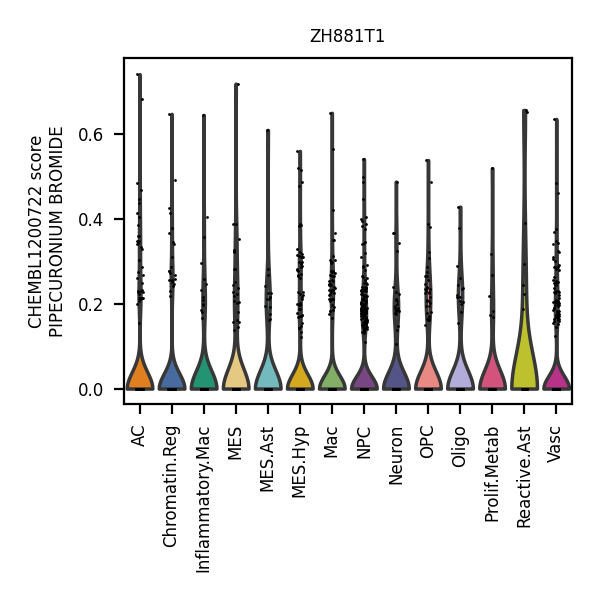 ZH881T1
CHEMBL1200722 score
PIPECURONIUM BROMIDE
0.6
0.4
0.2
0.0
AC
Chromatin.Reg
Inflammatory.Mac
MES
MES.Ast
MES.Hyp
Mac
NPC
Neuron
OPC
Oligo
Prolif.Metab
Reactive.Ast
Vasc